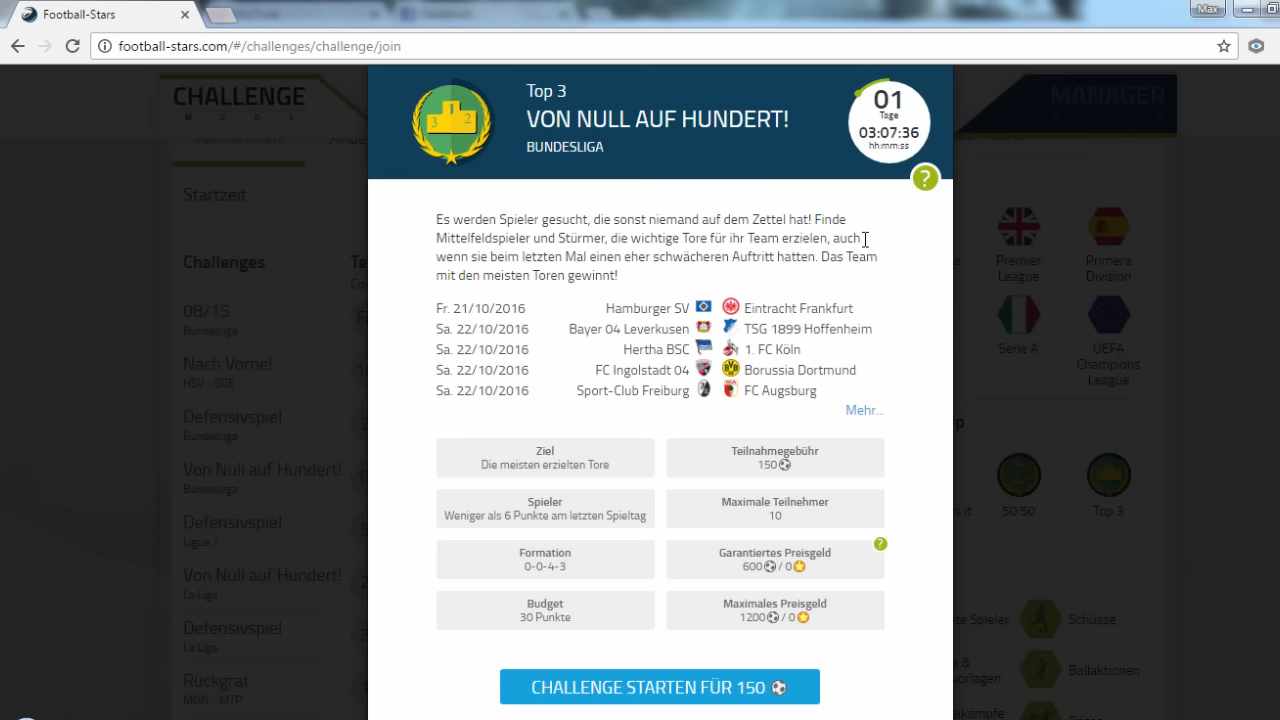 Football-Stars
Max
football-stars.com/#/challenges/challenge/join
CHALLENGE
M O D E
MANAGER
Startzeit
Challenges
08/15
Bundesliga
Nach Vorne!
HSV - SGE
Defensivspiel
Bundesliga
Von Null auf Hundert!
Bundesliga
Defensivspiel
Ligue 1
Von Null auf Hundert!
La Liga
Defensivspiel
La Liga
Rückgrat
MON - MTP
Top 3
VON NULL AUF HUNDERT!
BUNDESLIGA
01
Tage
03:07:36
hh:mm:ss
?
Es werden Spieler gesucht, die sonst niemand auf dem Zettel hat! Finde
Mittelfeldspieler und Stürmer, die wichtige Tore für ihr Team erzielen, auch
wenn sie beim letzten Mal einen eher schwächeren Auftritt hatten. Das Team
mit den meisten Toren gewinnt!
Fr. 21/10/2016 Hamburger SV Eintracht Frankfurt
Sa. 22/10/2016 Bayer 04 Leverkusen TSG 1899 Hoffenheim
Sa. 22/10/2016 Hertha BSC 1. FC Köln
Sa. 22/10/2016 FC Ingolstadt 04 Borussia Dortmund
Sa. 22/10/2016 Sport-Club Freiburg FC Augsburg
Mehr...
Ziel
Die meisten erzielten Tore
Teilnahmegebühr
150
Spieler
Weniger als 6 Punkte am letzten Spieltag
Maximale Teilnehmer
10
Formation
0-0-4-3
Garantiertes Preisgeld
600 / 0
?
Budget
30 Punkte
Maximales Preisgeld
1200 / 0
CHALLENGE STARTEN FÜR 150
Premier
League
Primera
Division
Serie A
UEFA
Champions
League
50:50
Top 3
Schüsse
Ballaktionen